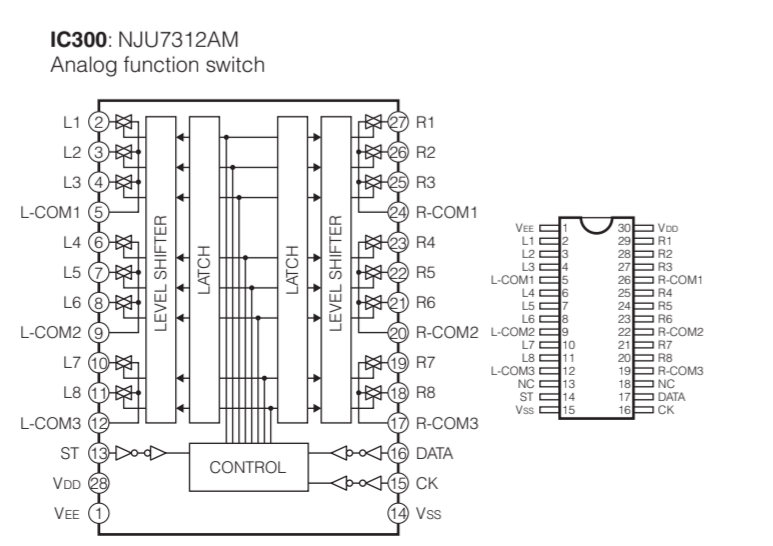 IC300: NJU7312AM
Analog function switch
L1 2 27 R1
L2 3 26 R2
L3 4 25 R3
L-COM1 5 24 R-COM1
L4 6 23 R4
L5 7 22 R5
L6 8 21 R6
L-COM2 9 20 R-COM2
L7 10 19 R7
L8 11 18 R8
L-COM3 12 17 R-COM3
ST 13 16 DATA
VDD 28 15 CK
VEE 1 14 VSS
LEVEL SHIFTER
LATCH
LATCH
LEVEL SHIFTER
CONTROL
VEE 1 30 VDD
L1 2 29 R1
L2 3 28 R2
L3 4 27 R3
L-COM1 5 26 R-COM1
L4 6 25 R4
L5 7 24 R5
L6 8 23 R6
L-COM2 9 22 R-COM2
L7 10 21 R7
L8 11 20 R8
L-COM3 12 19 R-COM3
NC 13 18 NC
ST 14 17 DATA
VSS 15 16 CK